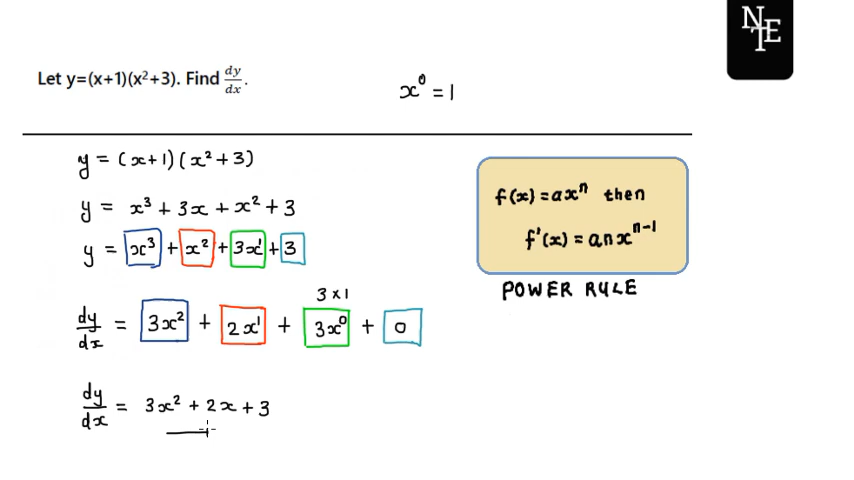 NTE
Let y=(x+1)(x²+3). Find dy/dx.
x⁰ = 1
y = (x+1)(x²+3)
y = x³ + 3x + x² + 3
y = x³ + x² + 3x¹ + 3
f(x) = axⁿ then
f'(x) = anxⁿ⁻¹
POWER RULE
3×1
dy/dx = 3x² + 2x¹ + 3x⁰ + 0
dy/dx = 3x² + 2x + 3